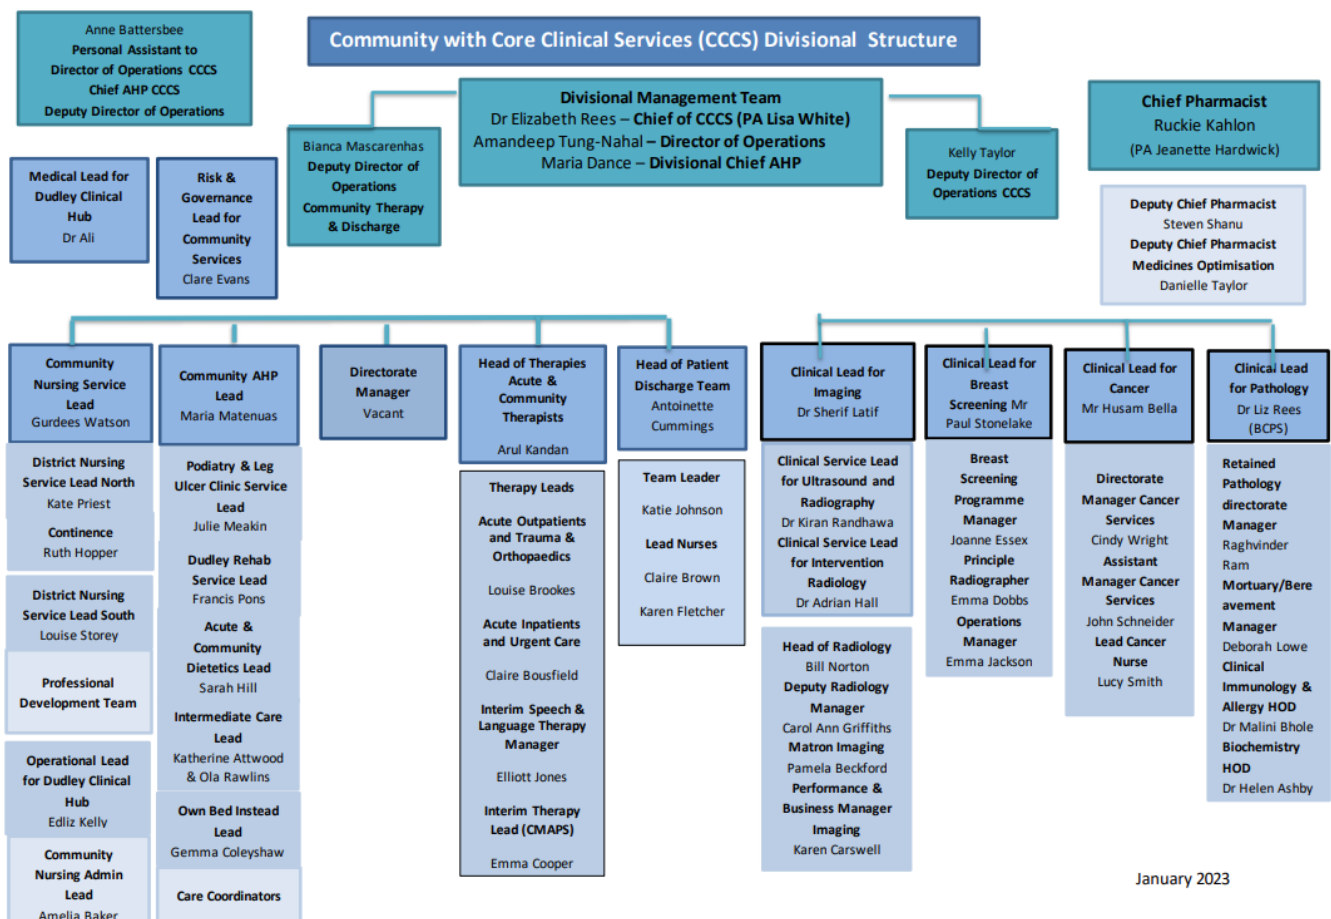 Anne Battersbee
Personal Assistant to
Director of Operations CCCS
Chief AHP CCCS
Deputy Director of Operations
Community with Core Clinical Services (CCCS) Divisional Structure
Divisional Management Team
Dr Elizabeth Rees – Chief of CCCS (PA Lisa White)
Amandeep Tung-Nahal – Director of Operations
Maria Dance – Divisional Chief AHP
Chief Pharmacist
Ruckie Kahlon
(PA Jeanette Hardwick)
Bianca Mascarenhas
Deputy Director of
Operations
Community Therapy
& Discharge
Kelly Taylor
Deputy Director of
Operations CCCS
Medical Lead for
Dudley Clinical
Hub
Dr Ali
Risk &
Governance
Lead for
Community
Services
Clare Evans
Deputy Chief Pharmacist
Steven Shanu
Deputy Chief Pharmacist
Medicines Optimisation
Danielle Taylor
Community
Nursing Service
Lead
Gurdees Watson
District Nursing
Service Lead North
Kate Priest
Continence
Ruth Hopper
District Nursing
Service Lead South
Louise Storey
Professional
Development Team
Operational Lead
for Dudley Clinical
Hub
Edliz Kelly
Community
Nursing Admin
Lead
Amelia Baker
Community AHP
Lead
Maria Matenuas
Podiatry & Leg
Ulcer Clinic Service
Lead
Julie Meakin
Dudley Rehab
Service Lead
Francis Pons
Acute &
Community
Dietetics Lead
Sarah Hill
Intermediate Care
Lead
Katherine Attwood
& Ola Rawlins
Own Bed Instead
Lead
Gemma Coleyshaw
Care Coordinators
Directorate
Manager
Vacant
Head of Therapies
Acute &
Community
Therapists
Arul Kandan
Therapy Leads
Acute Outpatients
and Trauma &
Orthopaedics
Louise Brookes
Acute Inpatients
and Urgent Care
Claire Bousfield
Interim Speech &
Language Therapy
Manager
Elliott Jones
Interim Therapy
Lead (CMAPS)
Emma Cooper
Head of Patient
Discharge Team
Antoinette
Cummings
Team Leader
Katie Johnson
Lead Nurses
Claire Brown
Karen Fletcher
Clinical Lead for
Imaging
Dr Sherif Latif
Clinical Service Lead
for Ultrasound and
Radiography
Dr Kiran Randhawa
Clinical Service Lead
for Intervention
Radiology
Dr Adrian Hall
Head of Radiology
Bill Norton
Deputy Radiology
Manager
Carol Ann Griffiths
Matron Imaging
Pamela Beckford
Performance &
Business Manager
Imaging
Karen Carswell
Clinical Lead for
Breast
Screening Mr
Paul Stonelake
Breast
Screening
Programme
Manager
Joanne Essex
Principle
Radiographer
Emma Dobbs
Operations
Manager
Emma Jackson
Clinical Lead for
Cancer
Mr Husam Bella
Directorate
Manager Cancer
Services
Cindy Wright
Assistant
Manager Cancer
Services
John Schneider
Lead Cancer
Nurse
Lucy Smith
Clinical Lead
for Pathology
Dr Liz Rees
(BCPS)
Retained
Pathology
directorate
Manager
Raghvinder
Ram
Mortuary/Bere
avement
Manager
Deborah Lowe
Clinical
Immunology &
Allergy HOD
Dr Malini Bhole
Biochemistry
HOD
Dr Helen Ashby
January 2023